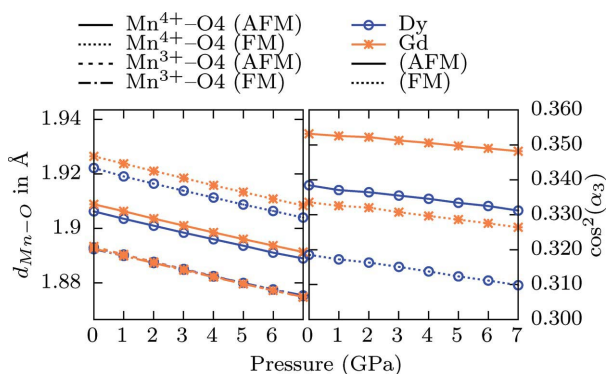 Mn4+–O4 (AFM)
Mn4+–O4 (FM)
Mn3+–O4 (AFM)
Mn3+–O4 (FM)
Dy
Gd
(AFM)
(FM)
dMn−O in Å
1.94
1.92
1.9
1.88
0 1 2 3 4 5 6 7
0 1 2 3 4 5 6 7
0.360
0.350
0.340
0.330
0.320
0.310
0.300
cos2(α3)
Pressure (GPa)